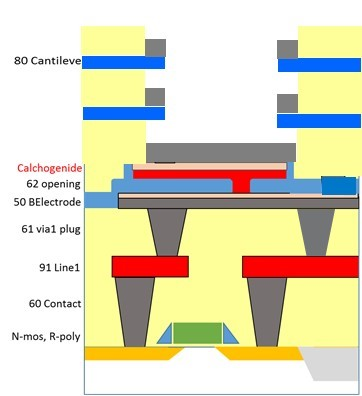 80 Cantileve
Calchogenide
62 opening
50 BElectrode
61 via1 plug
91 Line1
60 Contact
N-mos, R-poly